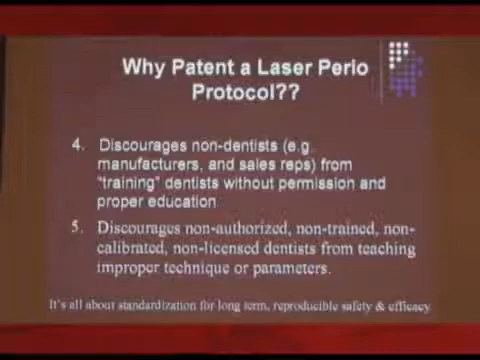 Why Patent a Laser Perio
Protocol??
4. Discourages non-dentists (e.g.
manufacturers, and sales reps) from
"training" dentists without permission and
proper education
5. Discourages non-authorized, non-trained, non-
calibrated, non-licensed dentists from teaching
improper technique or parameters.
It's all about standardization for long term, reproducible safety & efficacy